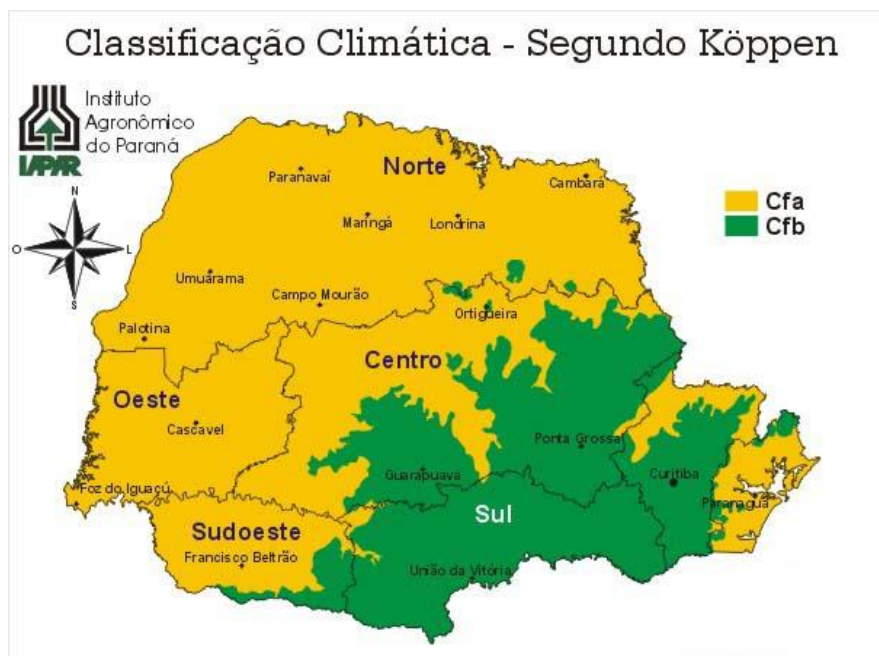 Classificação Climática - Segundo Köppen
Instituto
Agronômico
do Paraná
IAPAR
N
O
L
S
Norte
Paranavaí
Cambará
Maringá
Londrina
Cfa
Cfb
Umuarama
Campo Mourão
Ortigueira
Palotina
Centro
Oeste
Cascavel
Ponta Grossa
Guarapuava
Curitiba
Foz do Iguaçú
Paranaguá
Sul
Sudoeste
Francisco Beltrão
União da Vitória